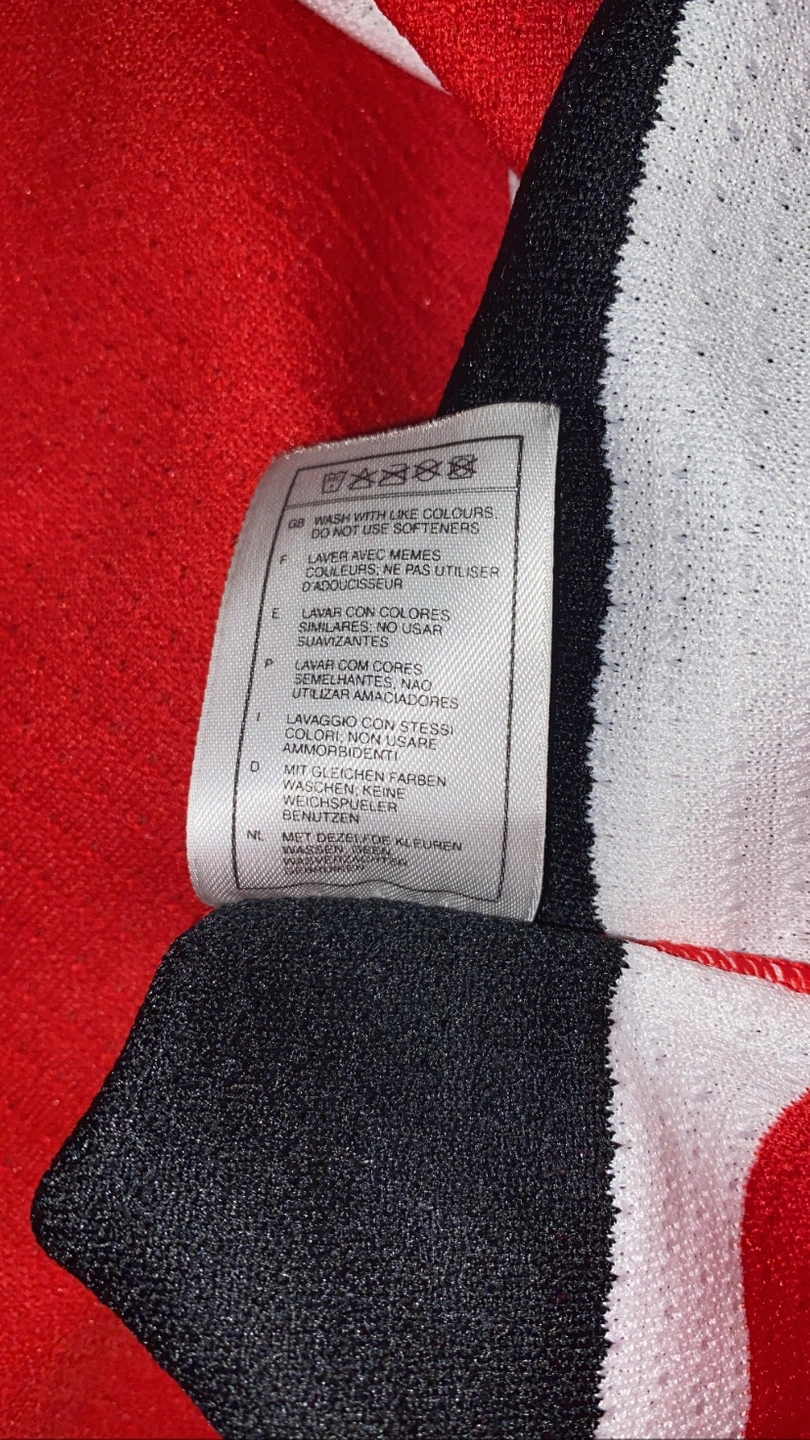 GB WASH WITH LIKE COLOURS.
DO NOT USE SOFTENERS
F LAVER AVEC MEMES
COULEURS; NE PAS UTILISER
D'ADOUCISSEUR
E LAVAR CON COLORES
SIMILARES; NO USAR
SUAVIZANTES
P LAVAR COM CORES
SEMELHANTES, NAO
UTILIZAR AMACIADORES
I LAVAGGIO CON STESSI
COLORI; NON USARE
AMMORBIDENTI
D MIT GLEICHEN FARBEN
WASCHEN; KEINE
WEICHSPUELER
BENUTZEN
NL MET DEZELFDE KLEUREN
WASSEN, GEEN
WASVERZACHTER